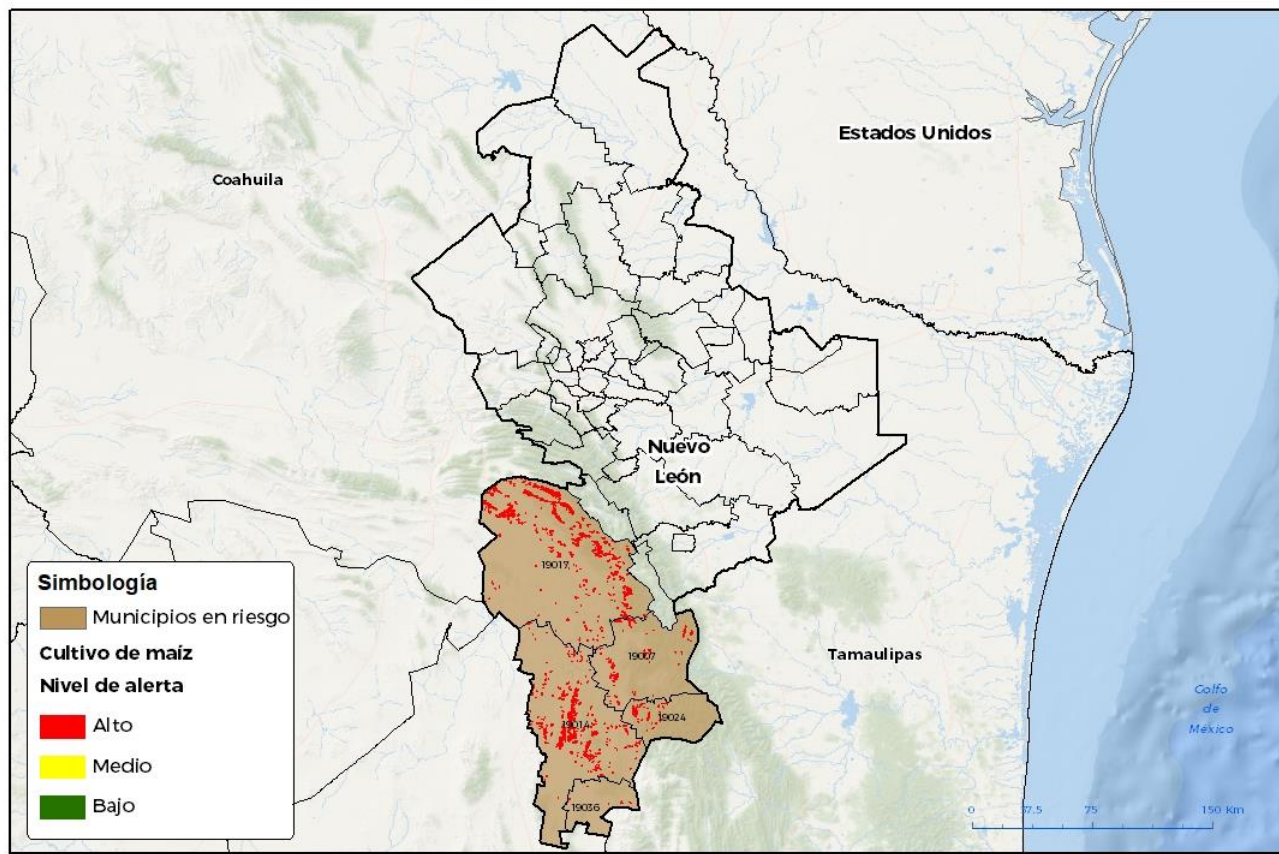 Estados Unidos
Coahuila
Nuevo
León
19017
Simbología
Municipios en riesgo
Cultivo de maíz
Nivel de alerta
Alto
Medio
Bajo
19007
Tamaulipas
19014
19024
19036
Golfo
de
México
0 37.5 75 150 Km